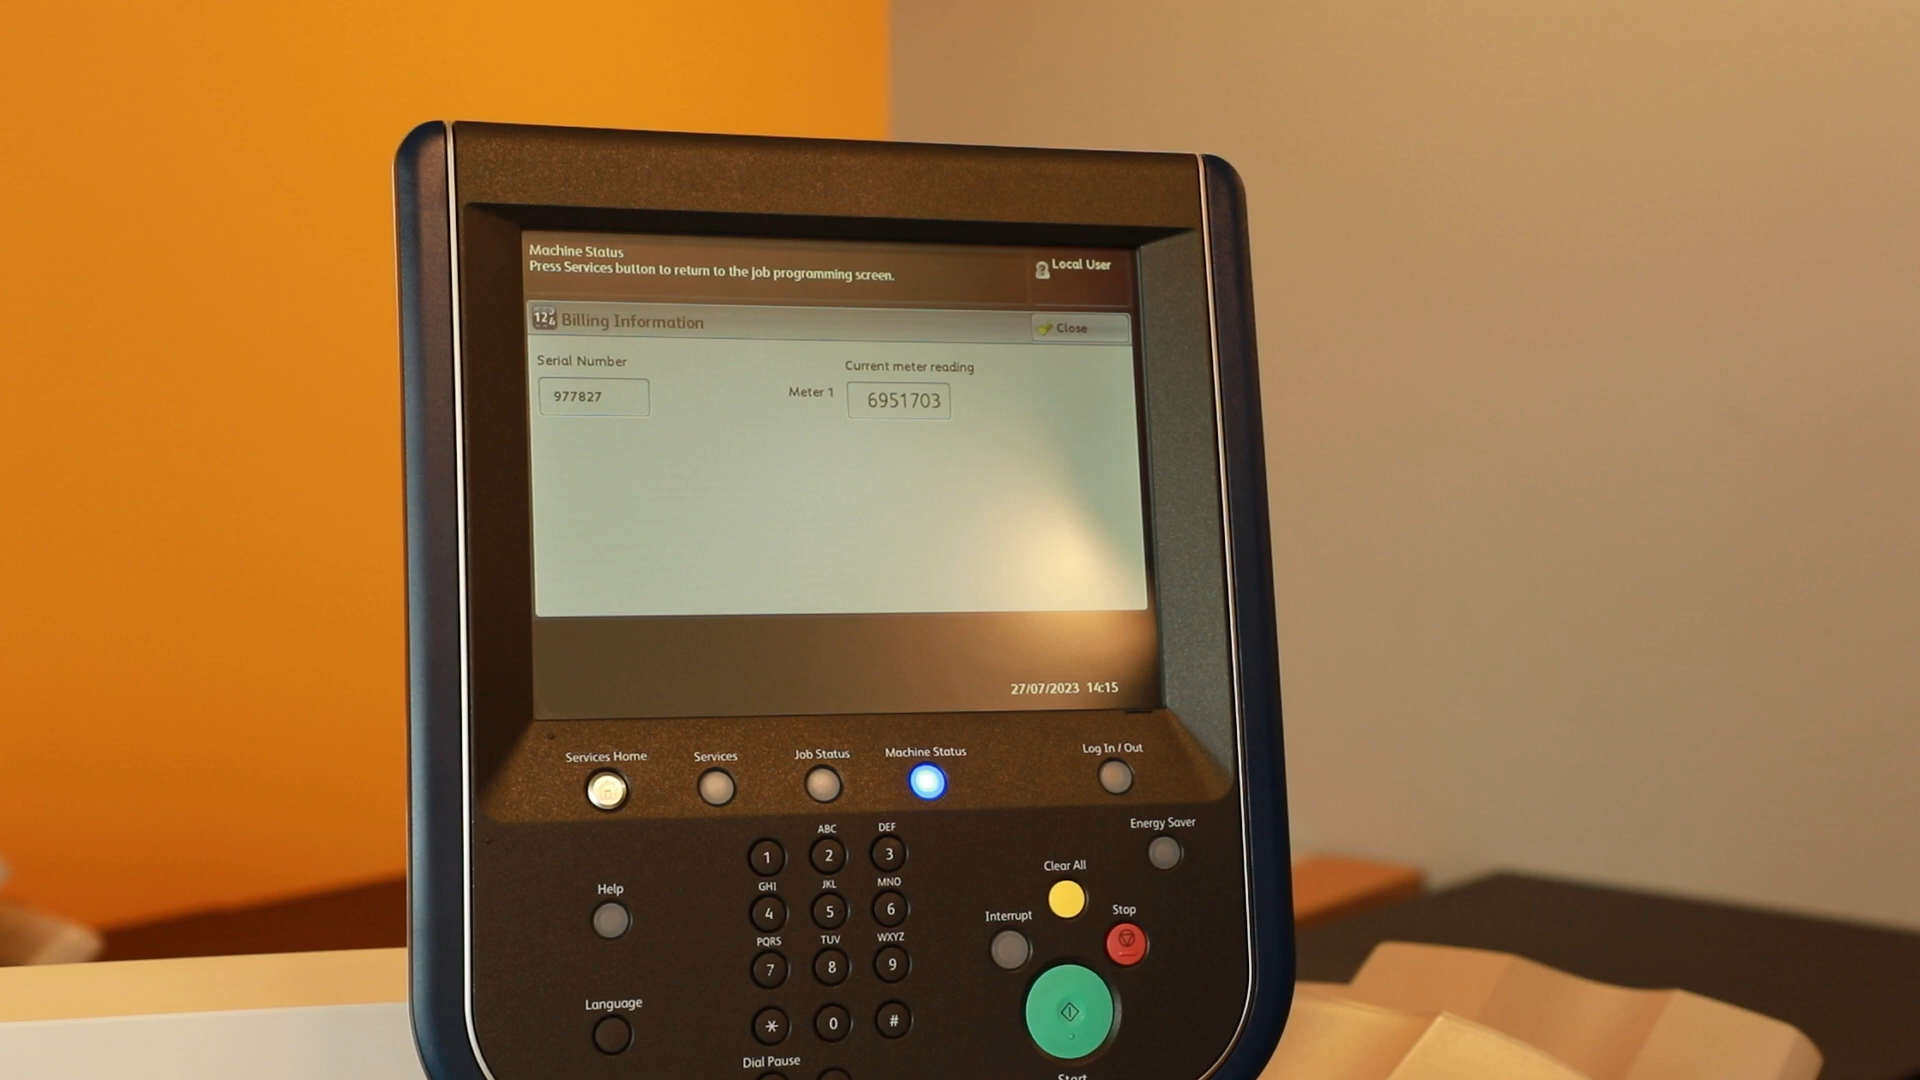 Machine Status
Press Services button to return to the job programming screen.
Local User
Billing Information
Close
Serial Number
Current meter reading
977827
Meter 1
6951703
27/07/2023 14:15
Services Home
Services
Job Status
Machine Status
Log In / Out
Energy Saver
ABC
DEF
1
2
3
Clear All
GHI
JKL
MNO
Help
4
5
6
Interrupt
Stop
PQRS
TUV
WXYZ
7
8
9
Language
*
0
#
Dial Pause
Start